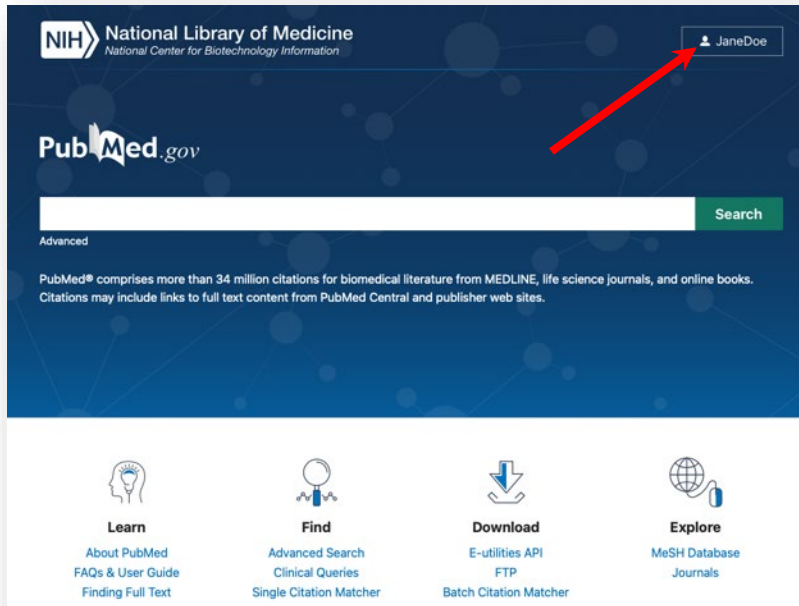 NIH National Library of Medicine
National Center for Biotechnology Information
JaneDoe
PubMed.gov
Search
Advanced
PubMed® comprises more than 34 million citations for biomedical literature from MEDLINE, life science journals, and online books.
Citations may include links to full text content from PubMed Central and publisher web sites.
Learn
About PubMed
FAQs & User Guide
Finding Full Text
Find
Advanced Search
Clinical Queries
Single Citation Matcher
Download
E-utilities API
FTP
Batch Citation Matcher
Explore
MeSH Database
Journals